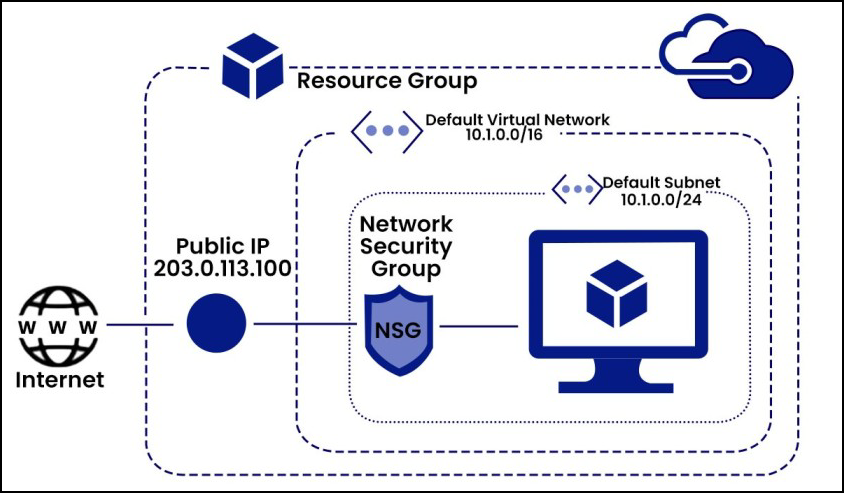 Resource Group
Default Virtual Network
10.1.0.0/16
Default Subnet
10.1.0.0/24
Network
Security
Group
Public IP
203.0.113.100
W W W
NSG
Internet